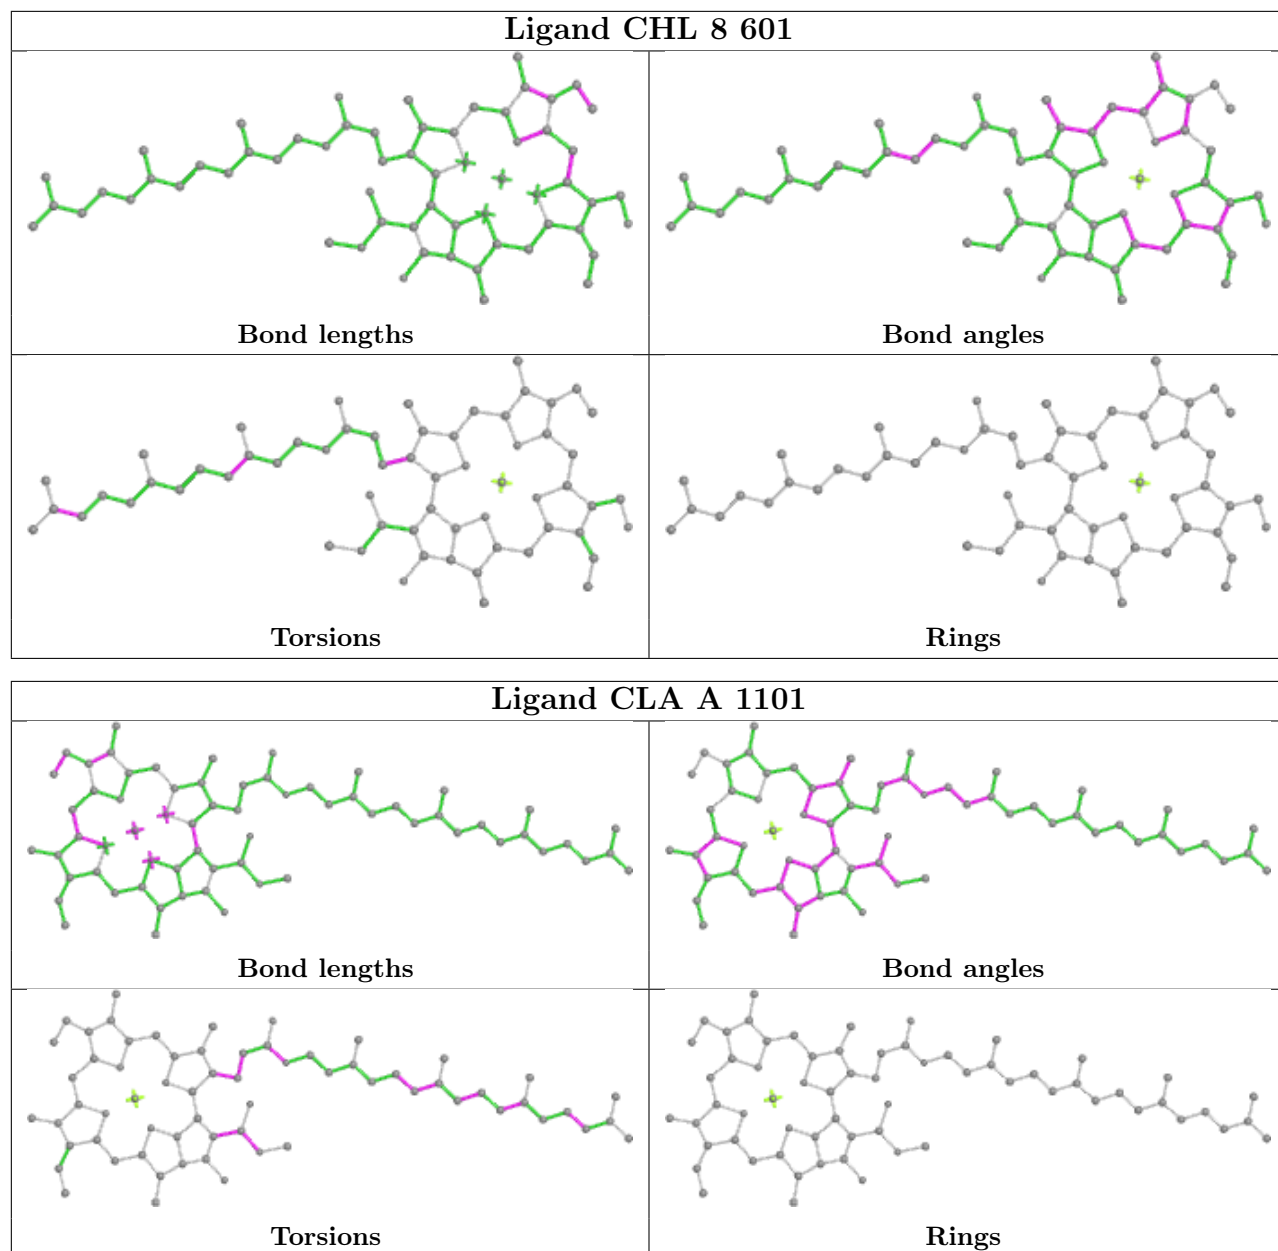 Ligand CHL 8 601
Bond lengths
Bond angles
Torsions
Rings
Ligand CLA A 1101
Bond lengths
Bond angles
Torsions
Rings